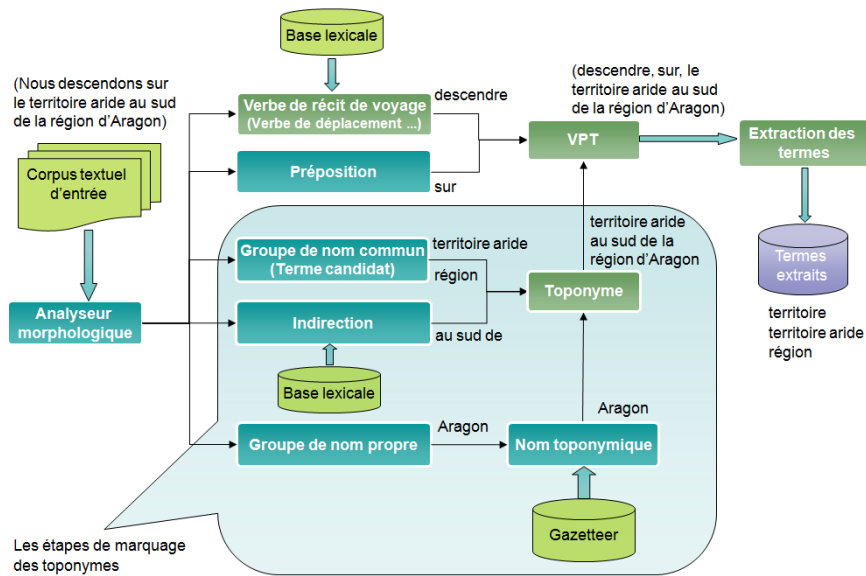 Base lexicale
(Nous descendons sur
le territoire aride au sud
de la région d'Aragon)
Corpus textuel
d'entrée
Analyseur
morphologique
Verbe de récit de voyage
(Verbe de déplacement ...)
descendre
Préposition
sur
VPT
(descendre, sur, le
territoire aride au sud
de la région d'Aragon)
Extraction des
termes
Termes
extraits
territoire
territoire aride
région
Groupe de nom commun
(Terme candidat)
territoire aride
région
territoire aride
au sud de la
région d'Aragon
Toponyme
Indirection
au sud de
Base lexicale
Groupe de nom propre
Aragon
Nom toponymique
Aragon
Gazetteer
Les étapes de marquage
des toponymes